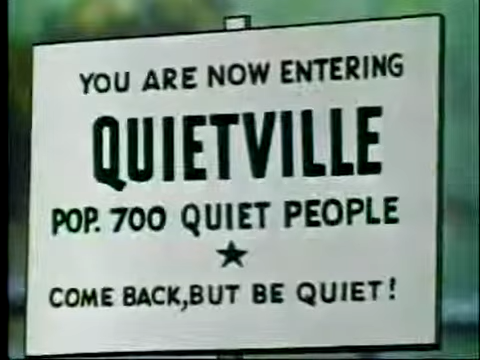 YOU ARE NOW ENTERING
QUIETVILLE
POP. 700 QUIET PEOPLE
COME BACK, BUT BE QUIET!